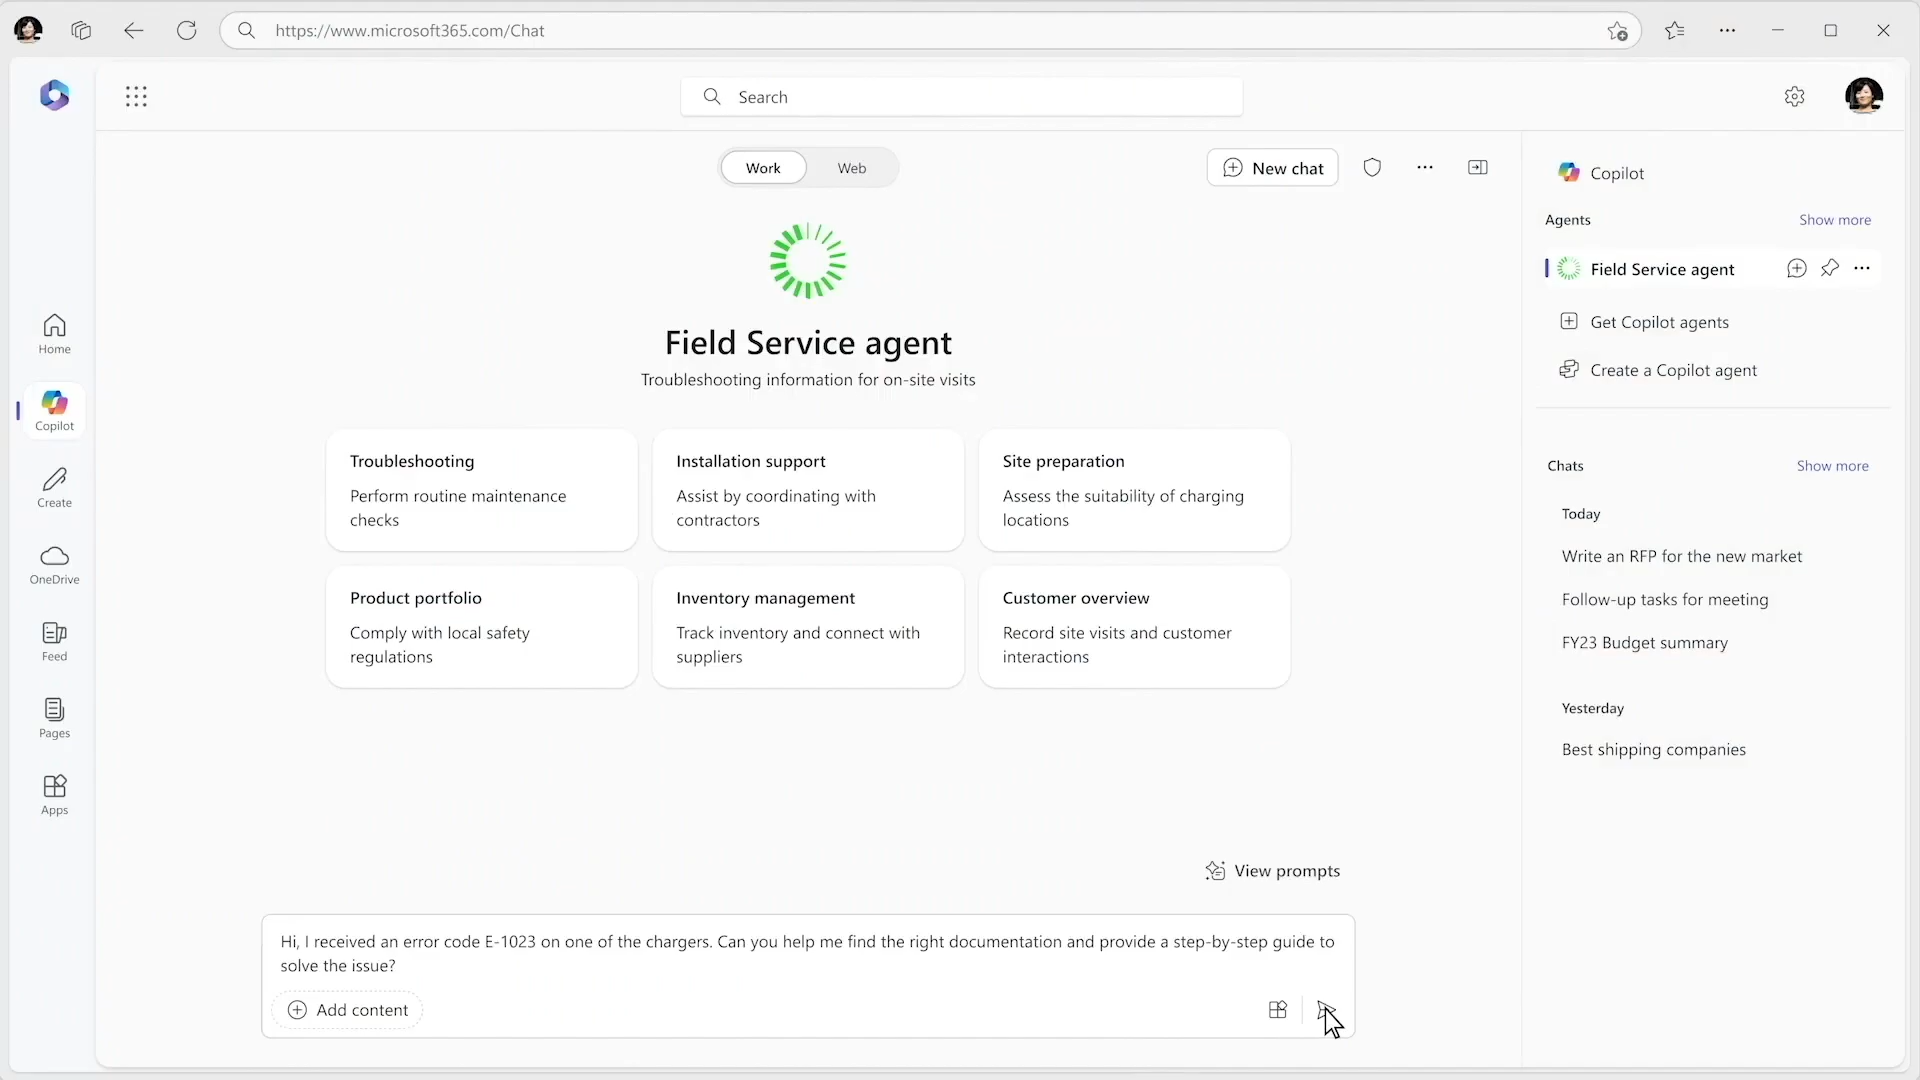 https://www.microsoft365.com/Chat
Search
Home
Copilot
Create
OneDrive
Feed
Pages
Apps
Work
Web
New chat
Field Service agent
Troubleshooting information for on-site visits
Troubleshooting
Perform routine maintenance
checks
Installation support
Assist by coordinating with
contractors
Site preparation
Assess the suitability of charging
locations
Product portfolio
Comply with local safety
regulations
Inventory management
Track inventory and connect with
suppliers
Customer overview
Record site visits and customer
interactions
View prompts
Hi, I received an error code E-1023 on one of the chargers. Can you help me find the right documentation and provide a step-by-step guide to
solve the issue?
Add content
Copilot
Agents
Show more
Field Service agent
Get Copilot agents
Create a Copilot agent
Chats
Show more
Today
Write an RFP for the new market
Follow-up tasks for meeting
FY23 Budget summary
Yesterday
Best shipping companies